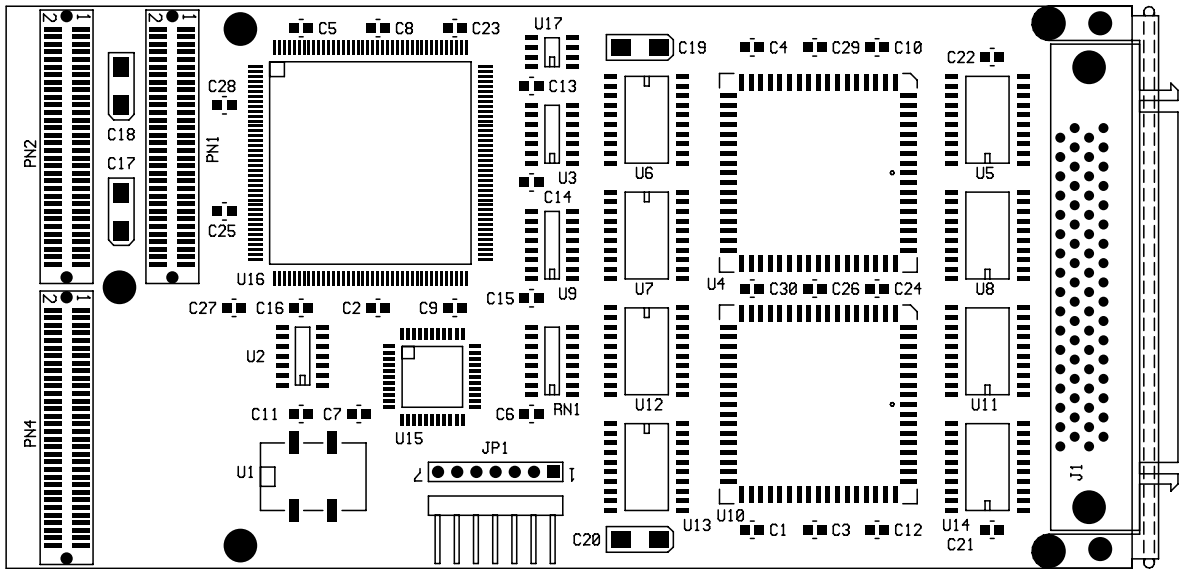 2 1
2 1
C5
C8
C23
U17
C19
C4
C29
C10
C22
C28
C13
C18
PN2
PN1
C17
U3
U6
U5
C14
C25
U16
U9
U7
U4
U8
C27
C16
C2
C9
C15
C30
C26
C24
2 1
U2
C11
C7
U15
C6
RN1
U12
U11
PN4
U1
JP1
7
1
J1
U13
U10
U14
C20
C1
C3
C12
C21